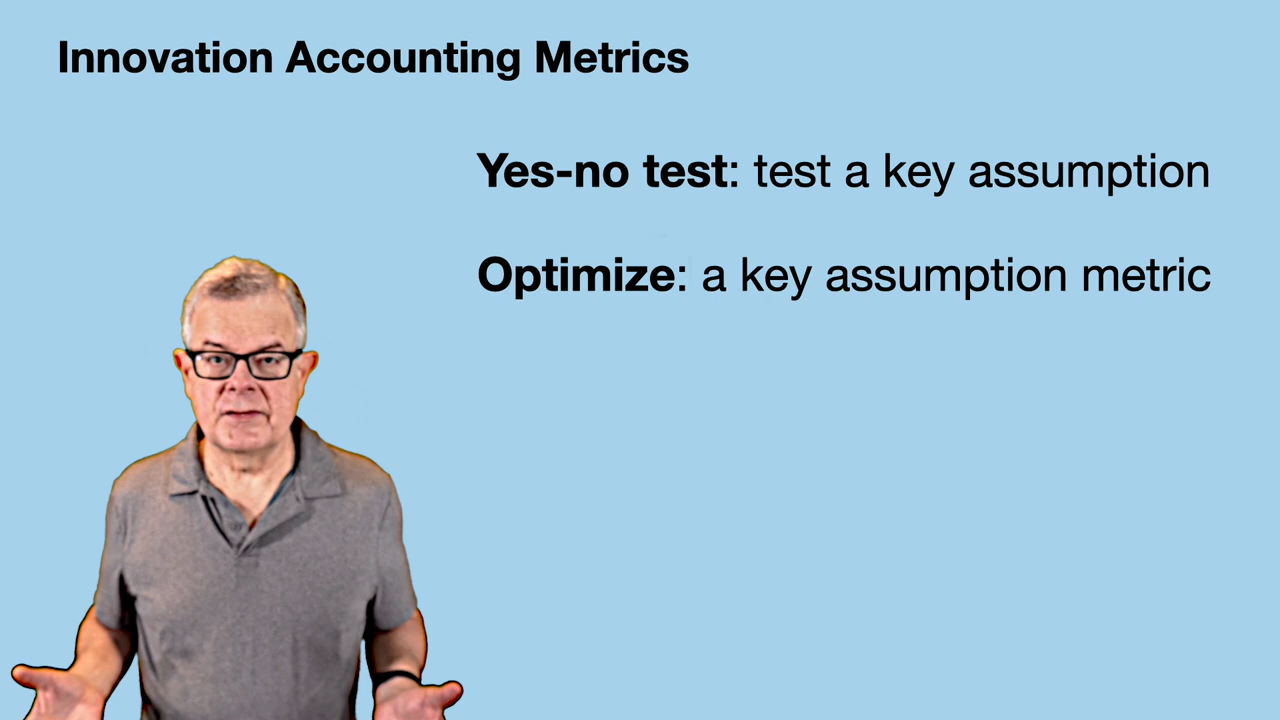 Innovation Accounting Metrics
Yes-no test: test a key assumption
Optimize: a key assumption metric